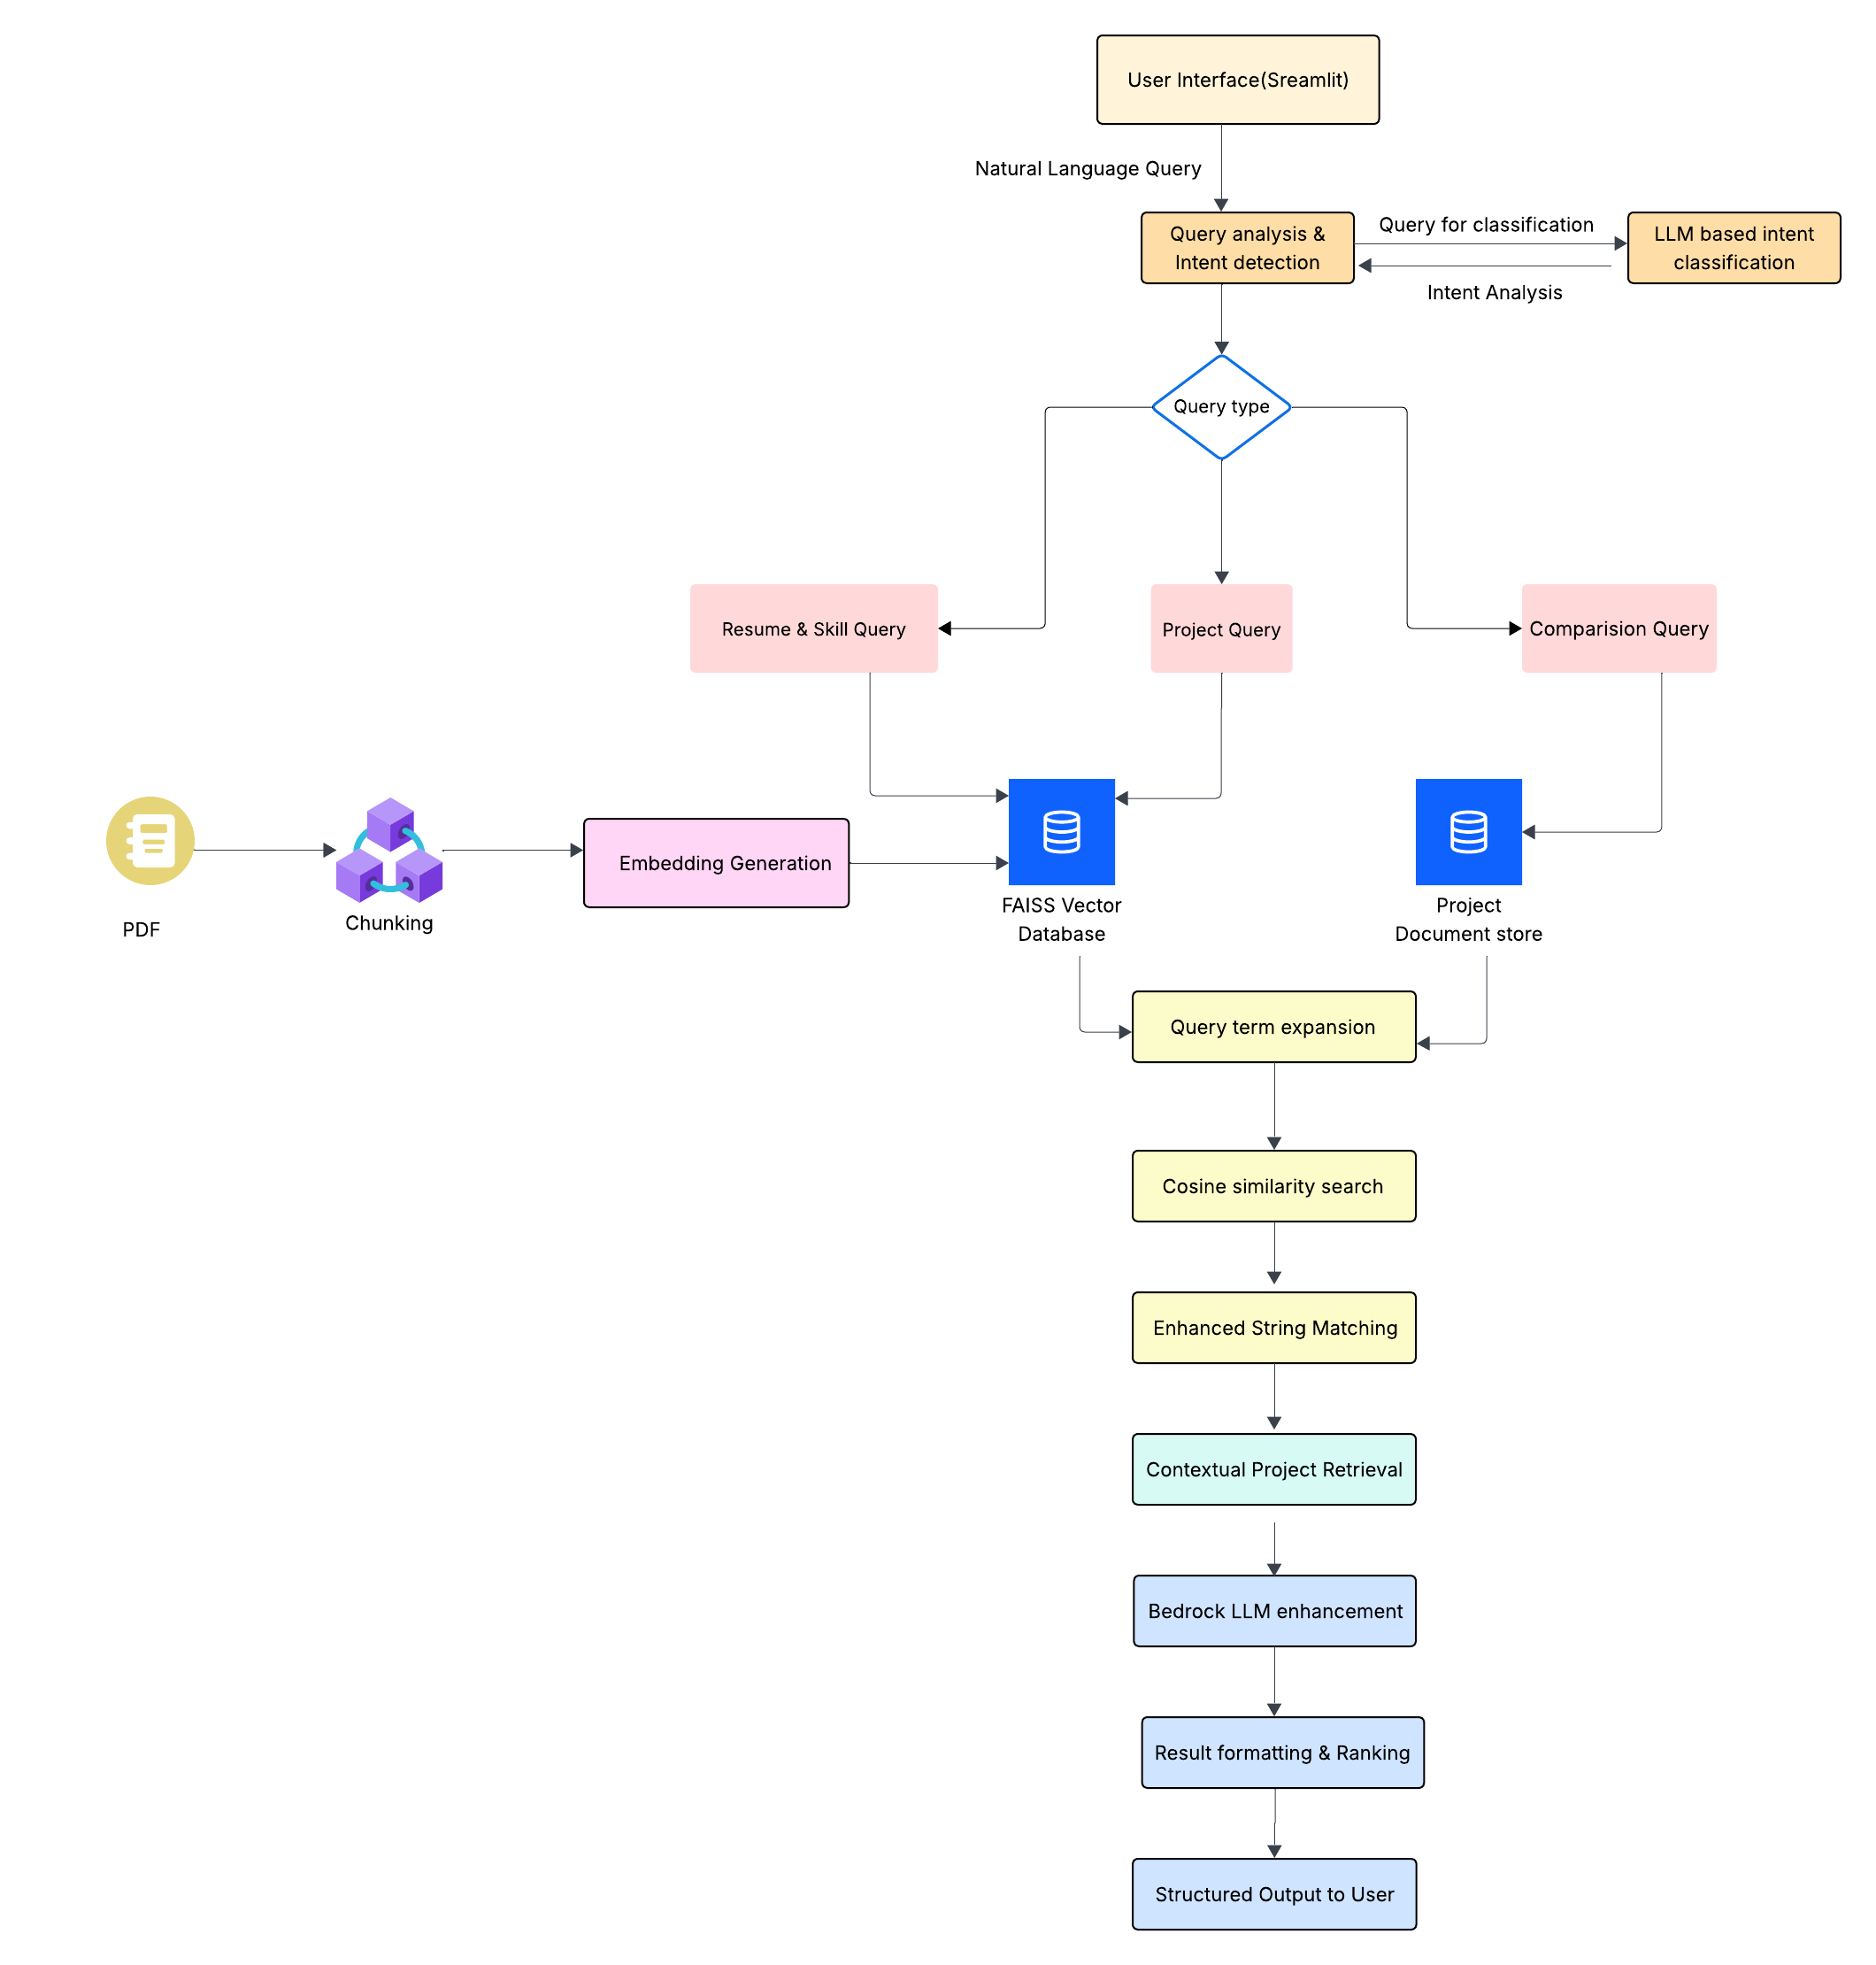 User Interface(Sreamlit)
Natural Language Query
Query analysis &
Intent detection
Query for classification
Intent Analysis
LLM based intent
classification
Query type
Resume & Skill Query
Project Query
Comparision Query
PDF
Chunking
Embedding Generation
FAISS Vector
Database
Project
Document store
Query term expansion
Cosine similarity search
Enhanced String Matching
Contextual Project Retrieval
Bedrock LLM enhancement
Result formatting & Ranking
Structured Output to User